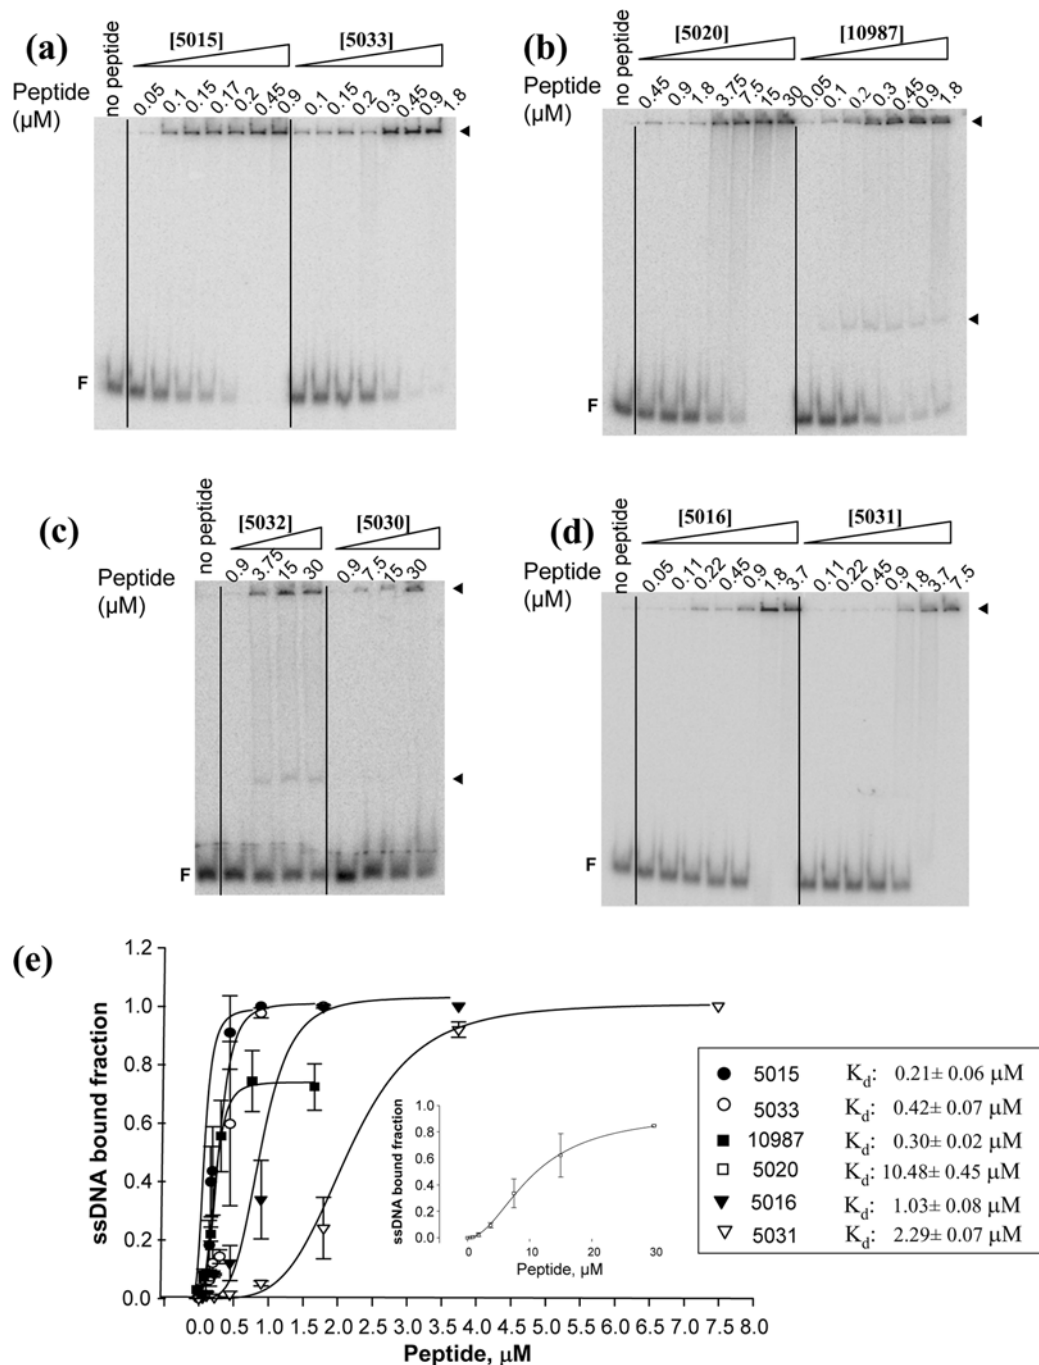 (a)
no peptide
[5015]
[5033]
Peptide
(μM)
0.05 0.1 0.15 0.17 0.2 0.45 0.9 0.1 0.15 0.2 0.3 0.45 0.9 1.8
F
(b)
no peptide
[5020]
[10987]
Peptide
(μM)
0.45 0.9 1.8 3.75 7.5 15 30 0.05 0.1 0.2 0.3 0.45 0.9 1.8
F
(c)
no peptide
[5032]
[5030]
Peptide
(μM)
0.9 3.75 15 30 0.9 7.5 15 30
F
(d)
no peptide
[5016]
[5031]
Peptide
(μM)
0.05 0.11 0.22 0.45 0.9 1.8 3.7 0.11 0.22 0.45 0.9 1.8 3.7 7.5
F
(e)
ssDNA bound fraction
1.2
1.0
0.8
0.6
0.4
0.2
0.0
0.0 0.5 1.0 1.5 2.0 2.5 3.0 3.5 4.0 4.5 5.0 5.5 6.0 6.5 7.0 7.5 8.0
Peptide, μM
ssDNA bound fraction
1.0
0.8
0.6
0.4
0.2
0.0
0 10 20 30
Peptide, μM
5015 Kd: 0.21± 0.06 μM
5033 Kd: 0.42± 0.07 μM
10987 Kd: 0.30± 0.02 μM
5020 Kd: 10.48± 0.45 μM
5016 Kd: 1.03± 0.08 μM
5031 Kd: 2.29± 0.07 μM